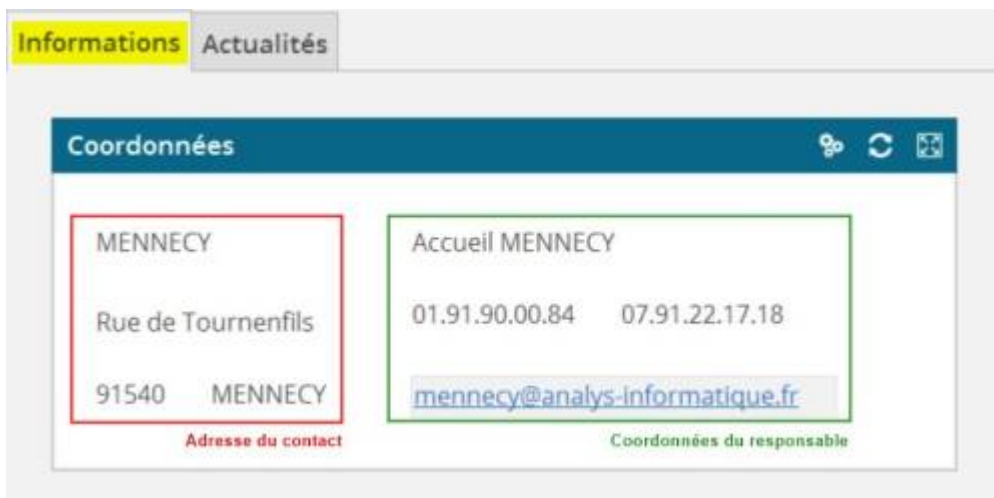 Informations Actualités
Coordonnées
MENNECY
Rue de Tournenfils
91540 MENNECY
Adresse du contact
Accueil MENNECY
01.91.90.00.84 07.91.22.17.18
mennecy@analys-informatique.fr
Coordonnées du responsable